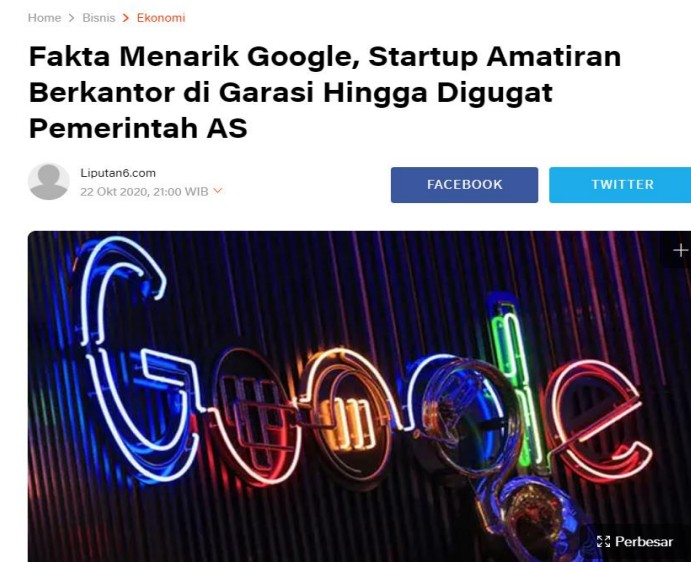 Home > Bisnis > Ekonomi
Fakta Menarik Google, Startup Amatiran
Berkantor di Garasi Hingga Digugat
Pemerintah AS
Liputan6.com
22 Okt 2020, 21:00 WIB
FACEBOOK
TWITTER
Google
Perbesar